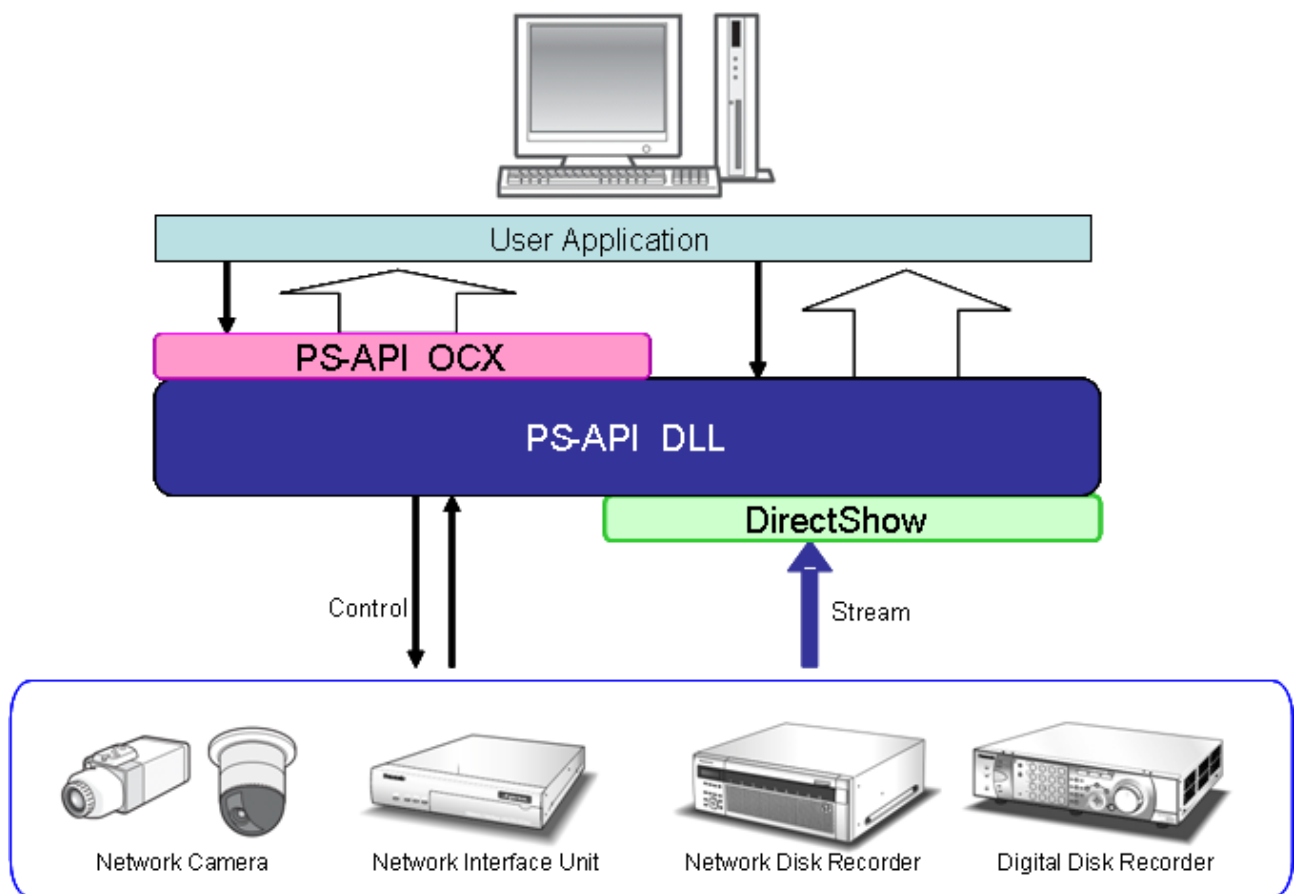 User Application
PS-API OCX
PS-API DLL
DirectShow
Control
Stream
Network Camera
Network Interface Unit
Network Disk Recorder
Digital Disk Recorder